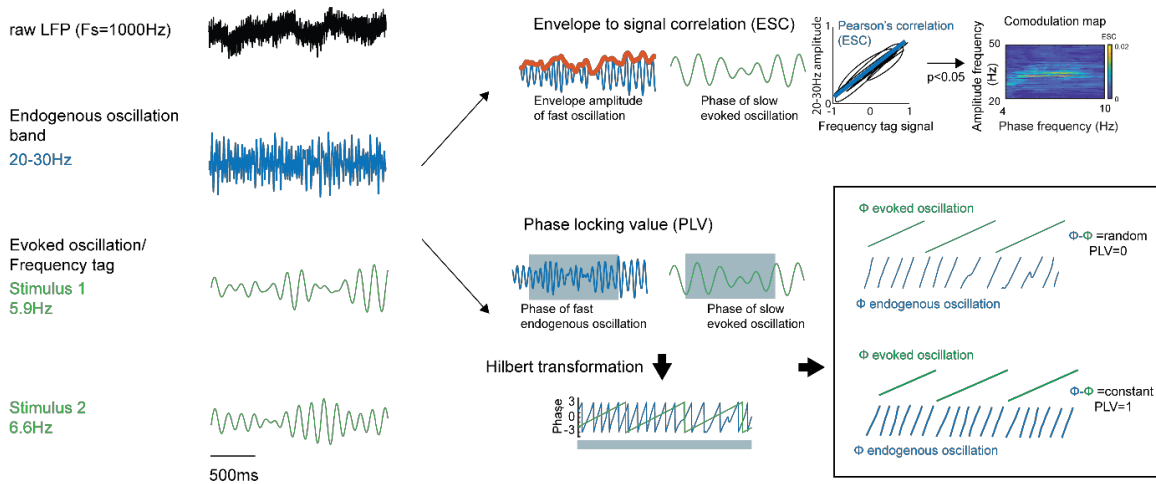 raw LFP (Fs=1000Hz)
Endogenous oscillation
band
20-30Hz
Evoked oscillation/
Frequency tag
Stimulus 1
5.9Hz
Stimulus 2
6.6Hz
500ms
Envelope to signal correlation (ESC)
Envelope amplitude
of fast oscillation
Phase of slow
evoked oscillation
20-30Hz amplitude
1
0
-1
0
1
Pearson's correlation
(ESC)
Frequency tag signal
p<0.05
Comodulation map
Amplitude frequency
(Hz)
50
20
4
10
Phase frequency (Hz)
ESC
0.02
0
Phase locking value (PLV)
Phase of fast
endogenous oscillation
Phase of slow
evoked oscillation
Hilbert transformation
Phase
3
0
-3
Φ evoked oscillation
Φ-Φ =random
PLV=0
Φ endogenous oscillation
Φ evoked oscillation
Φ-Φ =constant
PLV=1
Φ endogenous oscillation